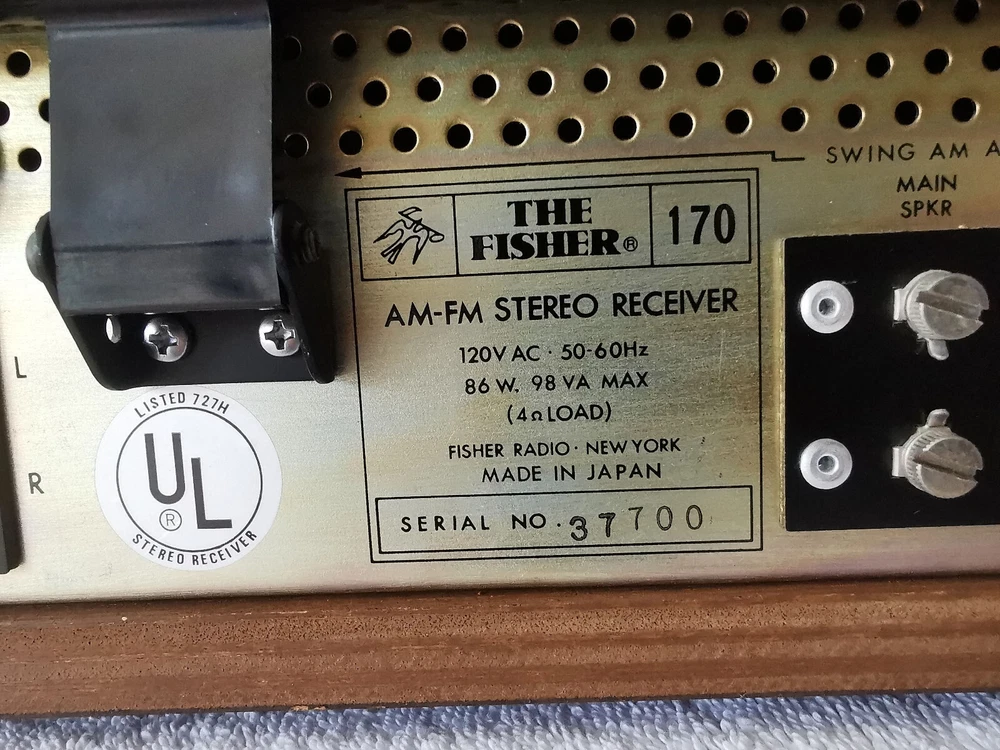 SWING AM A
MAIN
SPKR
THE
FISHER®
170
AM-FM STEREO RECEIVER
120V AC · 50-60Hz
86 W. 98 VA MAX
(4Ω LOAD)
FISHER RADIO · NEW YORK
MADE IN JAPAN
SERIAL NO. 37700
L
R
LISTED 727H
UL
®
STEREO RECEIVER